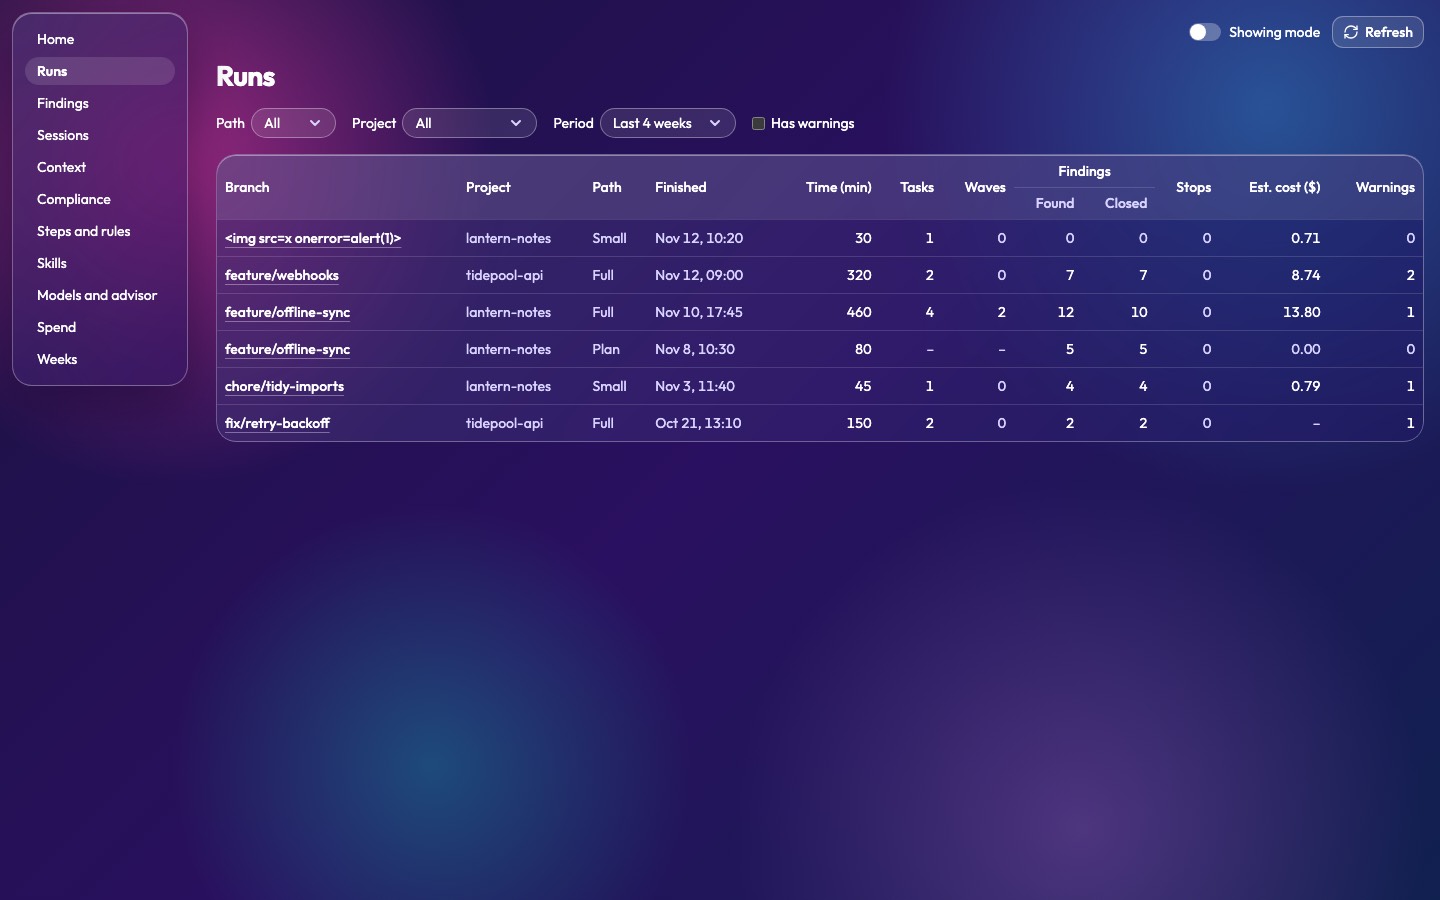 Home
Runs
Findings
Sessions
Context
Compliance
Steps and rules
Skills
Models and advisor
Spend
Weeks
Showing mode
Refresh
Runs
Path All Project All Period Last 4 weeks Has warnings
Findings
Branch Project Path Finished Time (min) Tasks Waves Stops Est. cost ($) Warnings
Found Closed
<img src=x onerror=alert(1)> lantern-notes Small Nov 12, 10:20 30 1 0 0 0 0 0.71 0
feature/webhooks tidepool-api Full Nov 12, 09:00 320 2 0 7 7 0 8.74 2
feature/offline-sync lantern-notes Full Nov 10, 17:45 460 4 2 12 10 0 13.80 1
feature/offline-sync lantern-notes Plan Nov 8, 10:30 80 – – 5 5 0 0.00 0
chore/tidy-imports lantern-notes Small Nov 3, 11:40 45 1 0 4 4 0 0.79 1
fix/retry-backoff tidepool-api Full Oct 21, 13:10 150 2 0 2 2 0 – 1